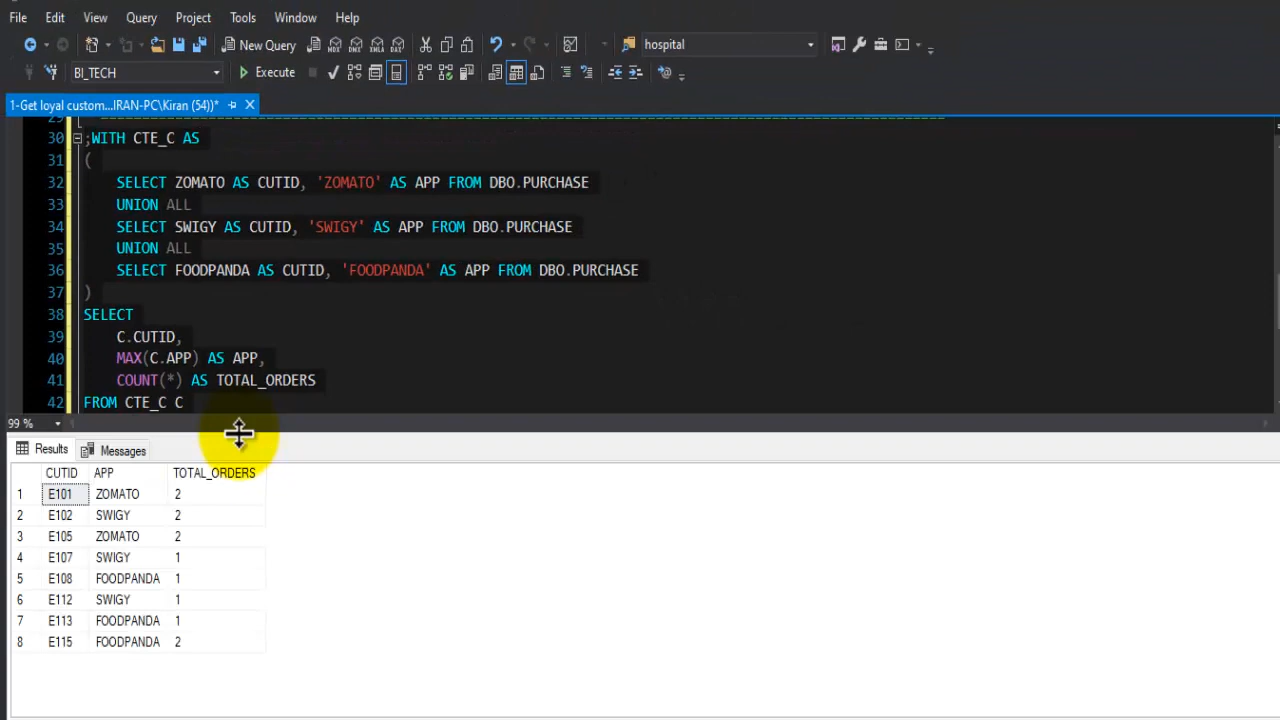 File Edit View Query Project Tools Window Help
New Query MDX DMX XMLA DAX hospital
BI_TECH Execute
1-Get loyal custom...IRAN-PC\Kiran (54))*
29
30 ;WITH CTE_C AS
31 (
32 SELECT ZOMATO AS CUTID, 'ZOMATO' AS APP FROM DBO.PURCHASE
33 UNION ALL
34 SELECT SWIGY AS CUTID, 'SWIGY' AS APP FROM DBO.PURCHASE
35 UNION ALL
36 SELECT FOODPANDA AS CUTID, 'FOODPANDA' AS APP FROM DBO.PURCHASE
37 )
38 SELECT
39 C.CUTID,
40 MAX(C.APP) AS APP,
41 COUNT(*) AS TOTAL_ORDERS
42 FROM CTE_C C
99 %
Results Messages
CUTID APP TOTAL_ORDERS
1 E101 ZOMATO 2
2 E102 SWIGY 2
3 E105 ZOMATO 2
4 E107 SWIGY 1
5 E108 FOODPANDA 1
6 E112 SWIGY 1
7 E113 FOODPANDA 1
8 E115 FOODPANDA 2